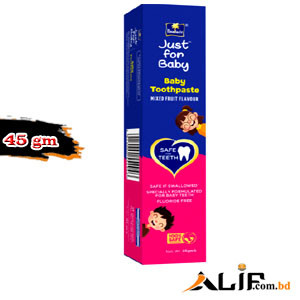 45 gm
Parachute
Just
for
Baby
Baby
Toothpaste
MIXED FRUIT FLAVOUR
SAFE
TEETH
SAFE IF SWALLOWED
SPECIALLY FORMULATED
FOR BABY TEETH
FLUORIDE FREE
ALIF.com.bd